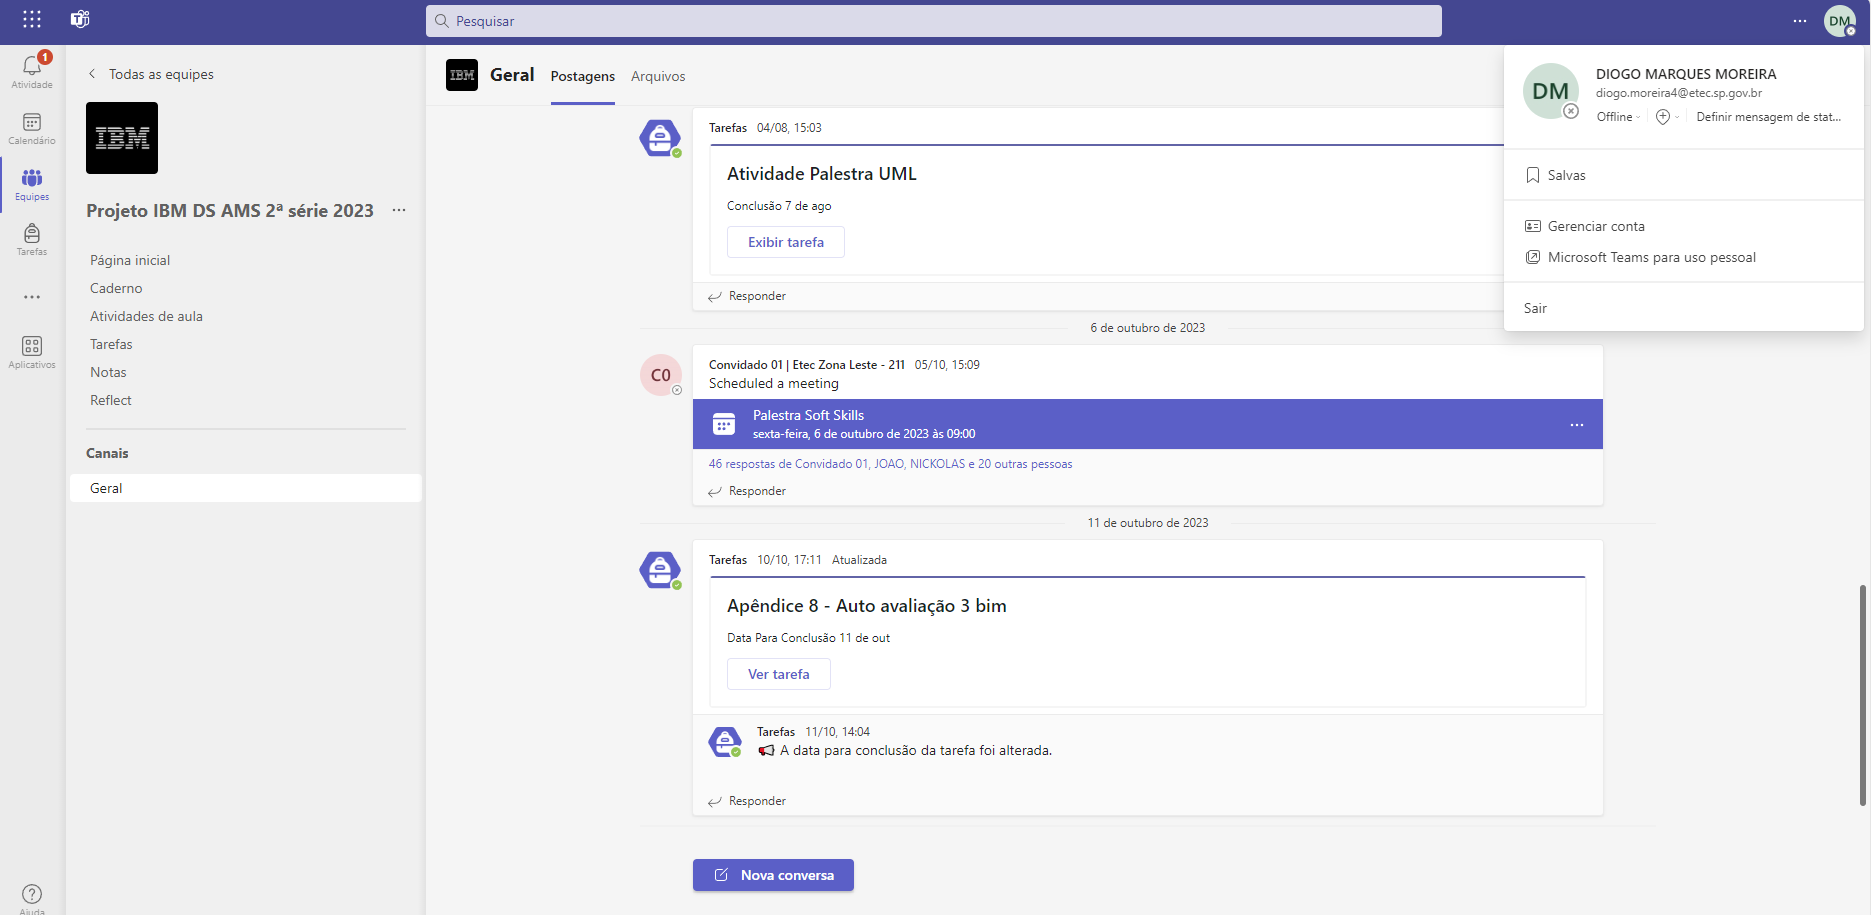 Pesquisar
DM
1
Atividade
Calendário
Equipes
Tarefas
Aplicativos
Ajuda
Todas as equipes
IBM
Projeto IBM DS AMS 2ª série 2023
Página inicial
Caderno
Atividades de aula
Tarefas
Notas
Reflect
Canais
Geral
IBM
Geral
Postagens
Arquivos
Tarefas 04/08, 15:03
Atividade Palestra UML
Conclusão 7 de ago
Exibir tarefa
Responder
6 de outubro de 2023
C0
Convidado 01 | Etec Zona Leste - 211 05/10, 15:09
Scheduled a meeting
Palestra Soft Skills
sexta-feira, 6 de outubro de 2023 às 09:00
46 respostas de Convidado 01, JOAO, NICKOLAS e 20 outras pessoas
Responder
11 de outubro de 2023
Tarefas 10/10, 17:11 Atualizada
Apêndice 8 - Auto avaliação 3 bim
Data Para Conclusão 11 de out
Ver tarefa
Tarefas 11/10, 14:04
A data para conclusão da tarefa foi alterada.
Responder
Nova conversa
DM
DIOGO MARQUES MOREIRA
diogo.moreira4@etec.sp.gov.br
Offline
Definir mensagem de stat...
Salvas
Gerenciar conta
Microsoft Teams para uso pessoal
Sair